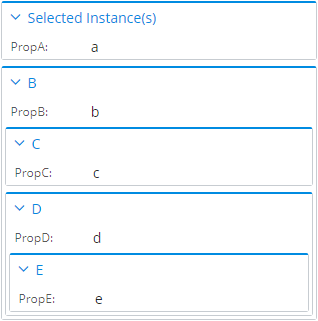 Selected Instance(s)
PropA: a
B
PropB: b
C
PropC: c
D
PropD: d
E
PropE: e